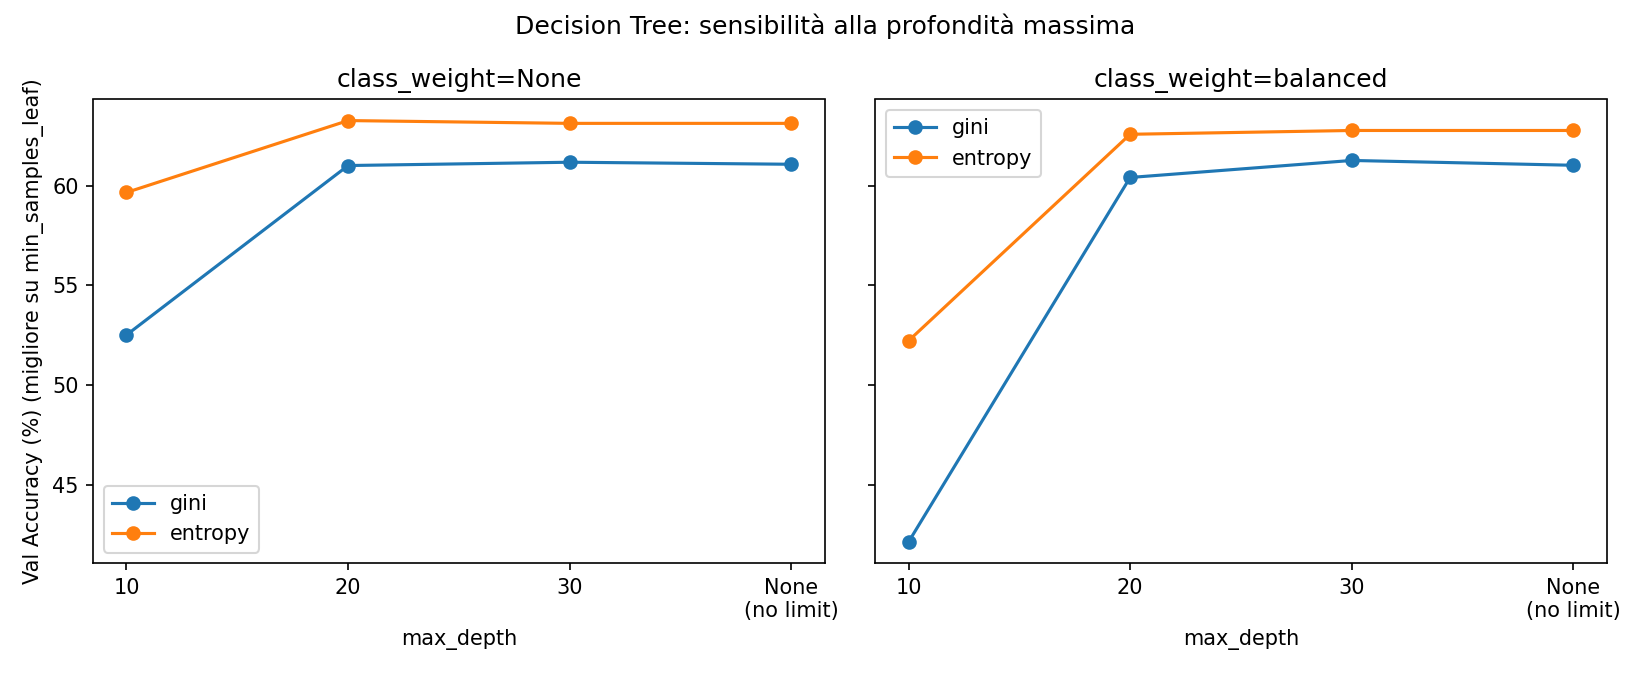 Decision Tree: sensibilità alla profondità massima
class_weight=None
Val Accuracy (%) (migliore su min_samples_leaf)
60
55
50
45
gini
entropy
10
20
30
None
(no limit)
max_depth
class_weight=balanced
gini
entropy
10
20
30
None
(no limit)
max_depth